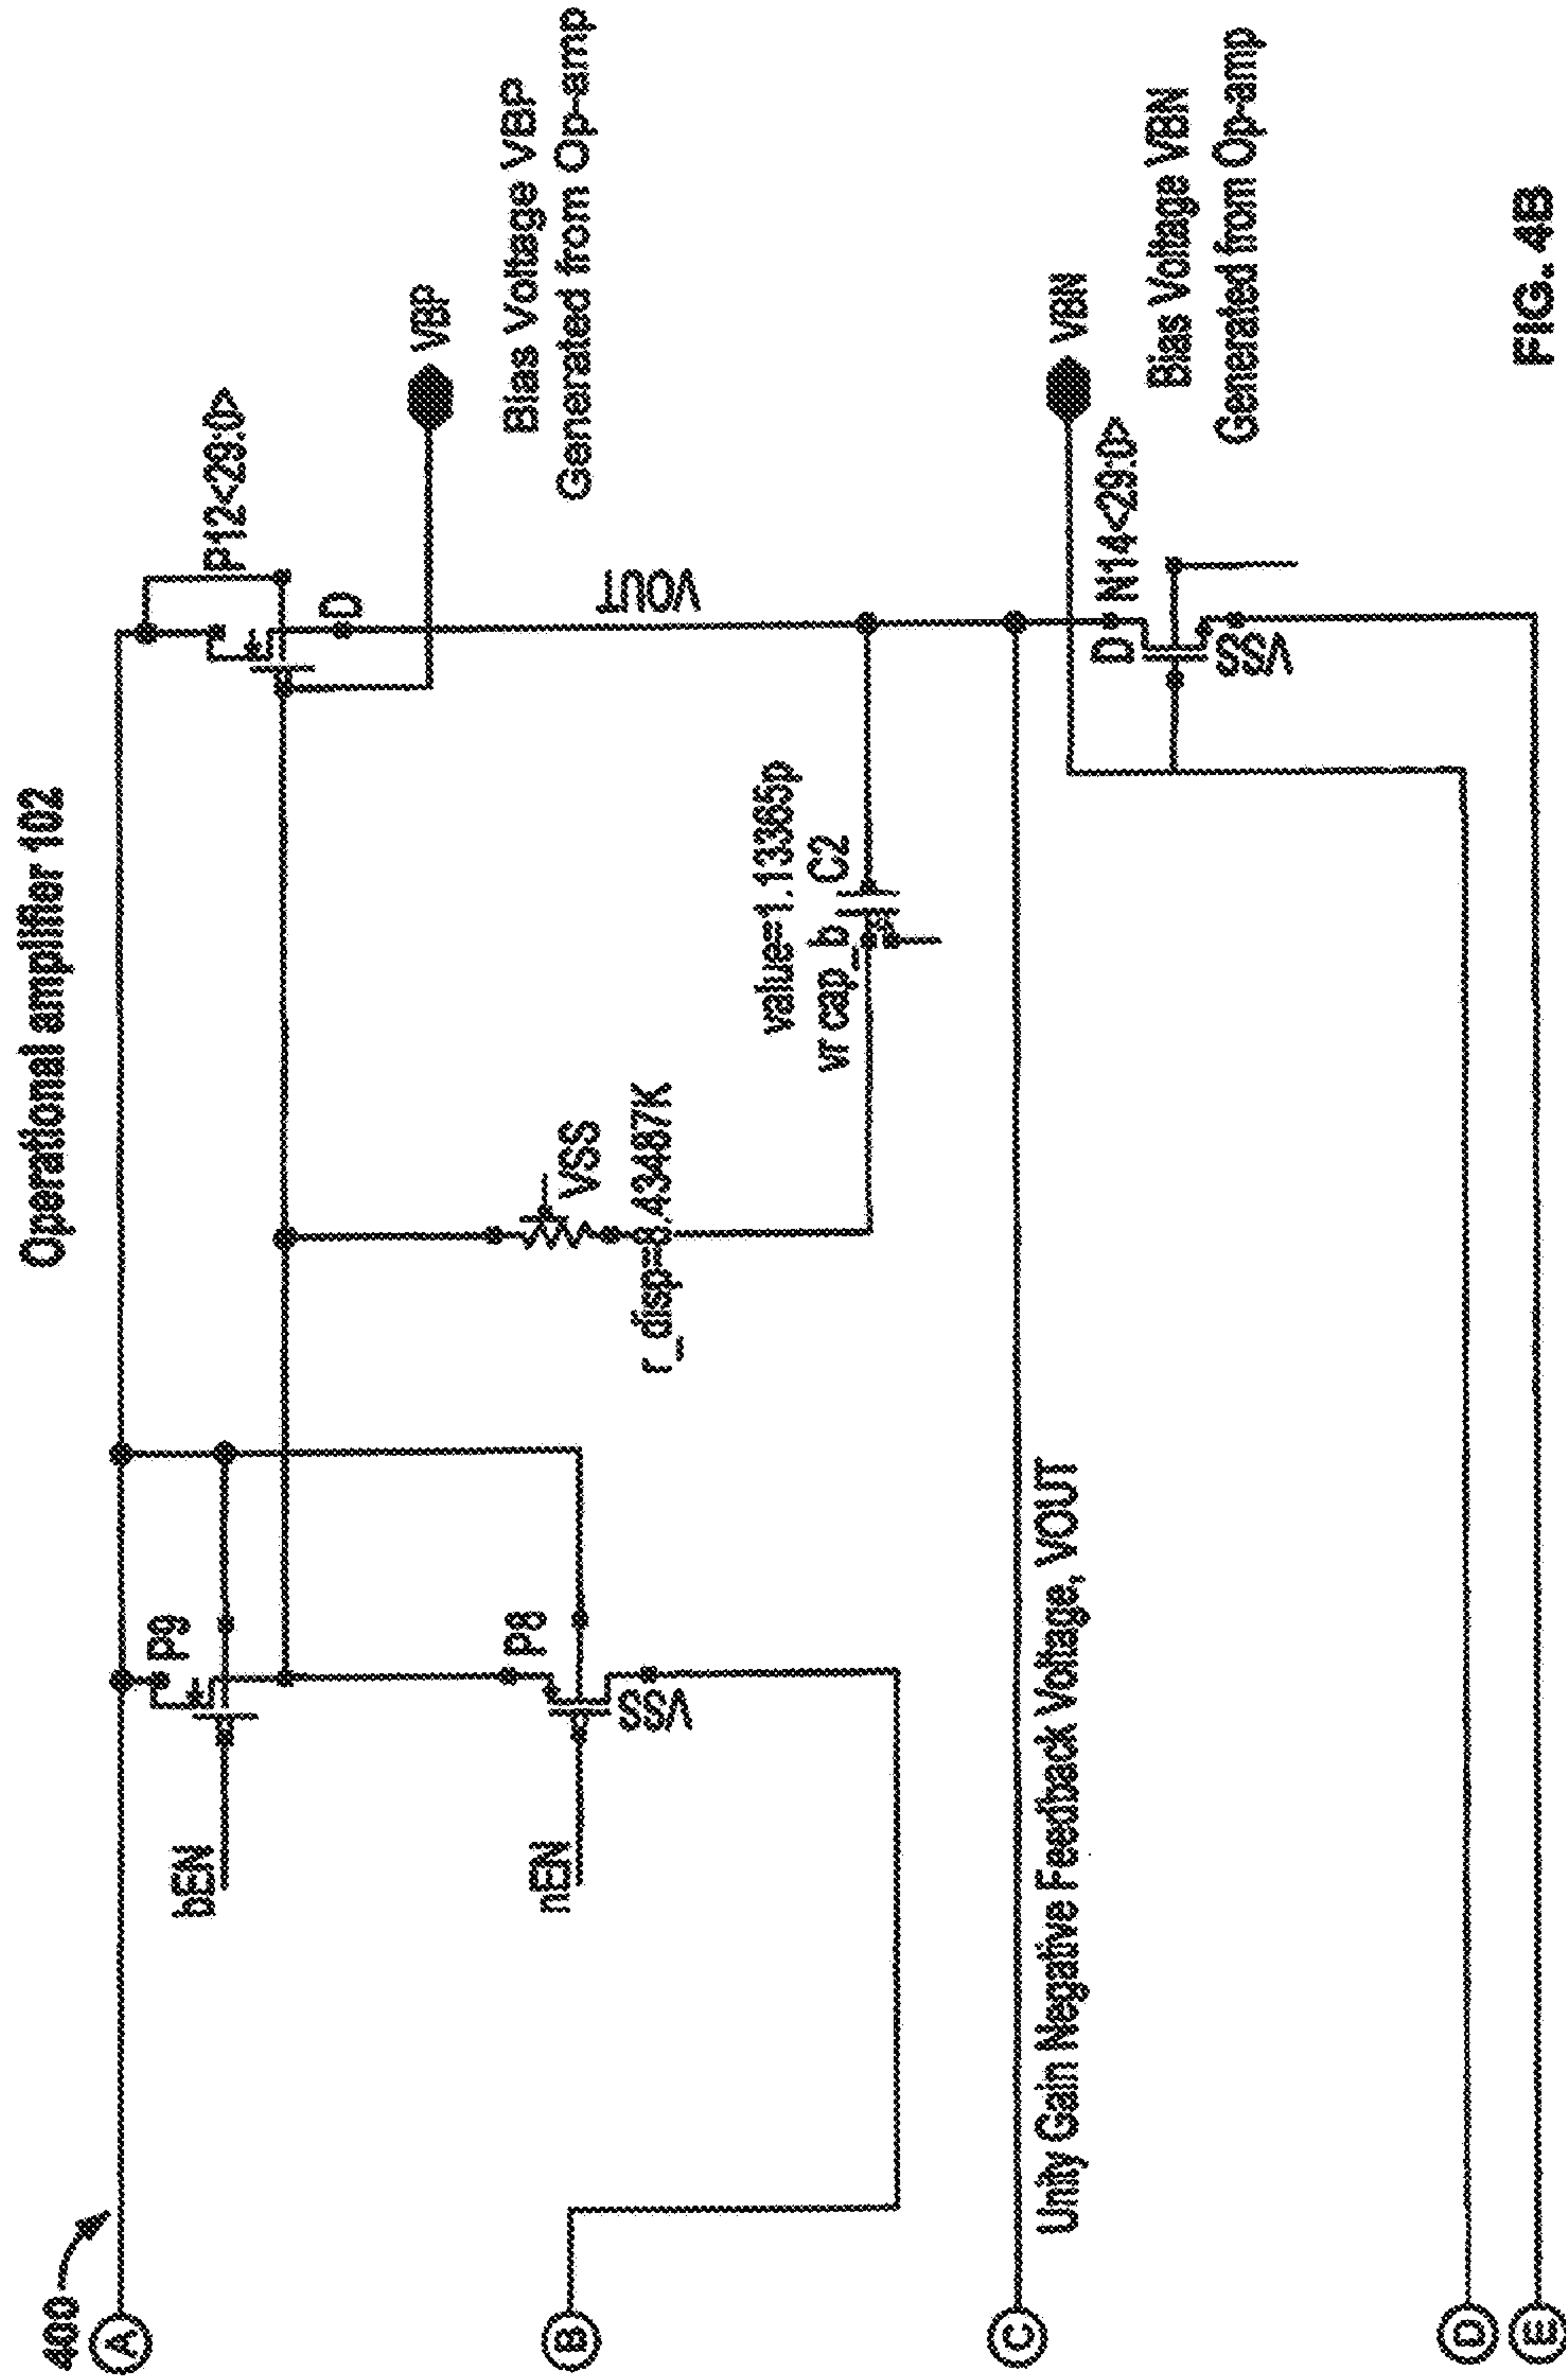 Operational amplifier 102
400
A
bEN
P9
P12<29:0>
D
VBP
Bias Voltage VBP
Generated from Op-amp
B
nEN
P8
VSS
VSS
r_disp=8.43487K
VOUT
value=1.1365p
vr cap_b C2
C
Unity Gain Negative Feedback Voltage, VOUT
VBN
D N14<29:0>
VSS
Bias Voltage VBN
Generated from Op-amp
D
E
FIG. 4B